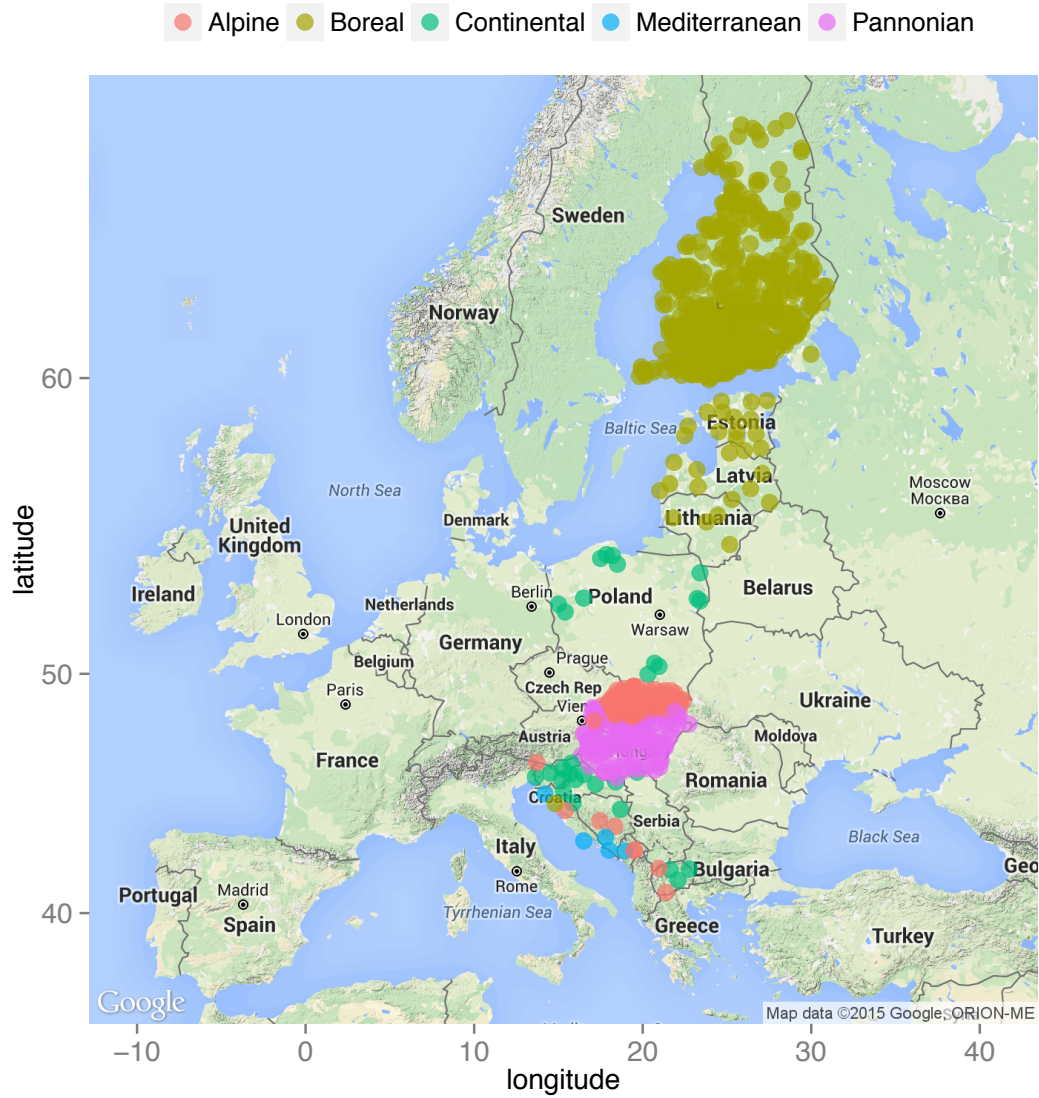 Alpine Boreal Continental Mediterranean Pannonian
Sweden
Norway
60
Baltic Sea
Estonia
North Sea
Latvia
Moscow
Москва
Denmark
Lithuania
United
Kingdom
Ireland
Berlin
Poland
Belarus
Netherlands
London
Warsaw
Germany
Belgium
Prague
50
Paris
Czech Rep
Ukraine
Austria
Moldova
France
Romania
Croatia
Serbia
Black Sea
Italy
Bulgaria
Geo
Portugal
Madrid
Rome
40
Tyrrhenian Sea
Spain
Greece
Turkey
Google
Map data ©2015 Google, ORION-ME
−10 0 10 20 30 40
longitude
latitude